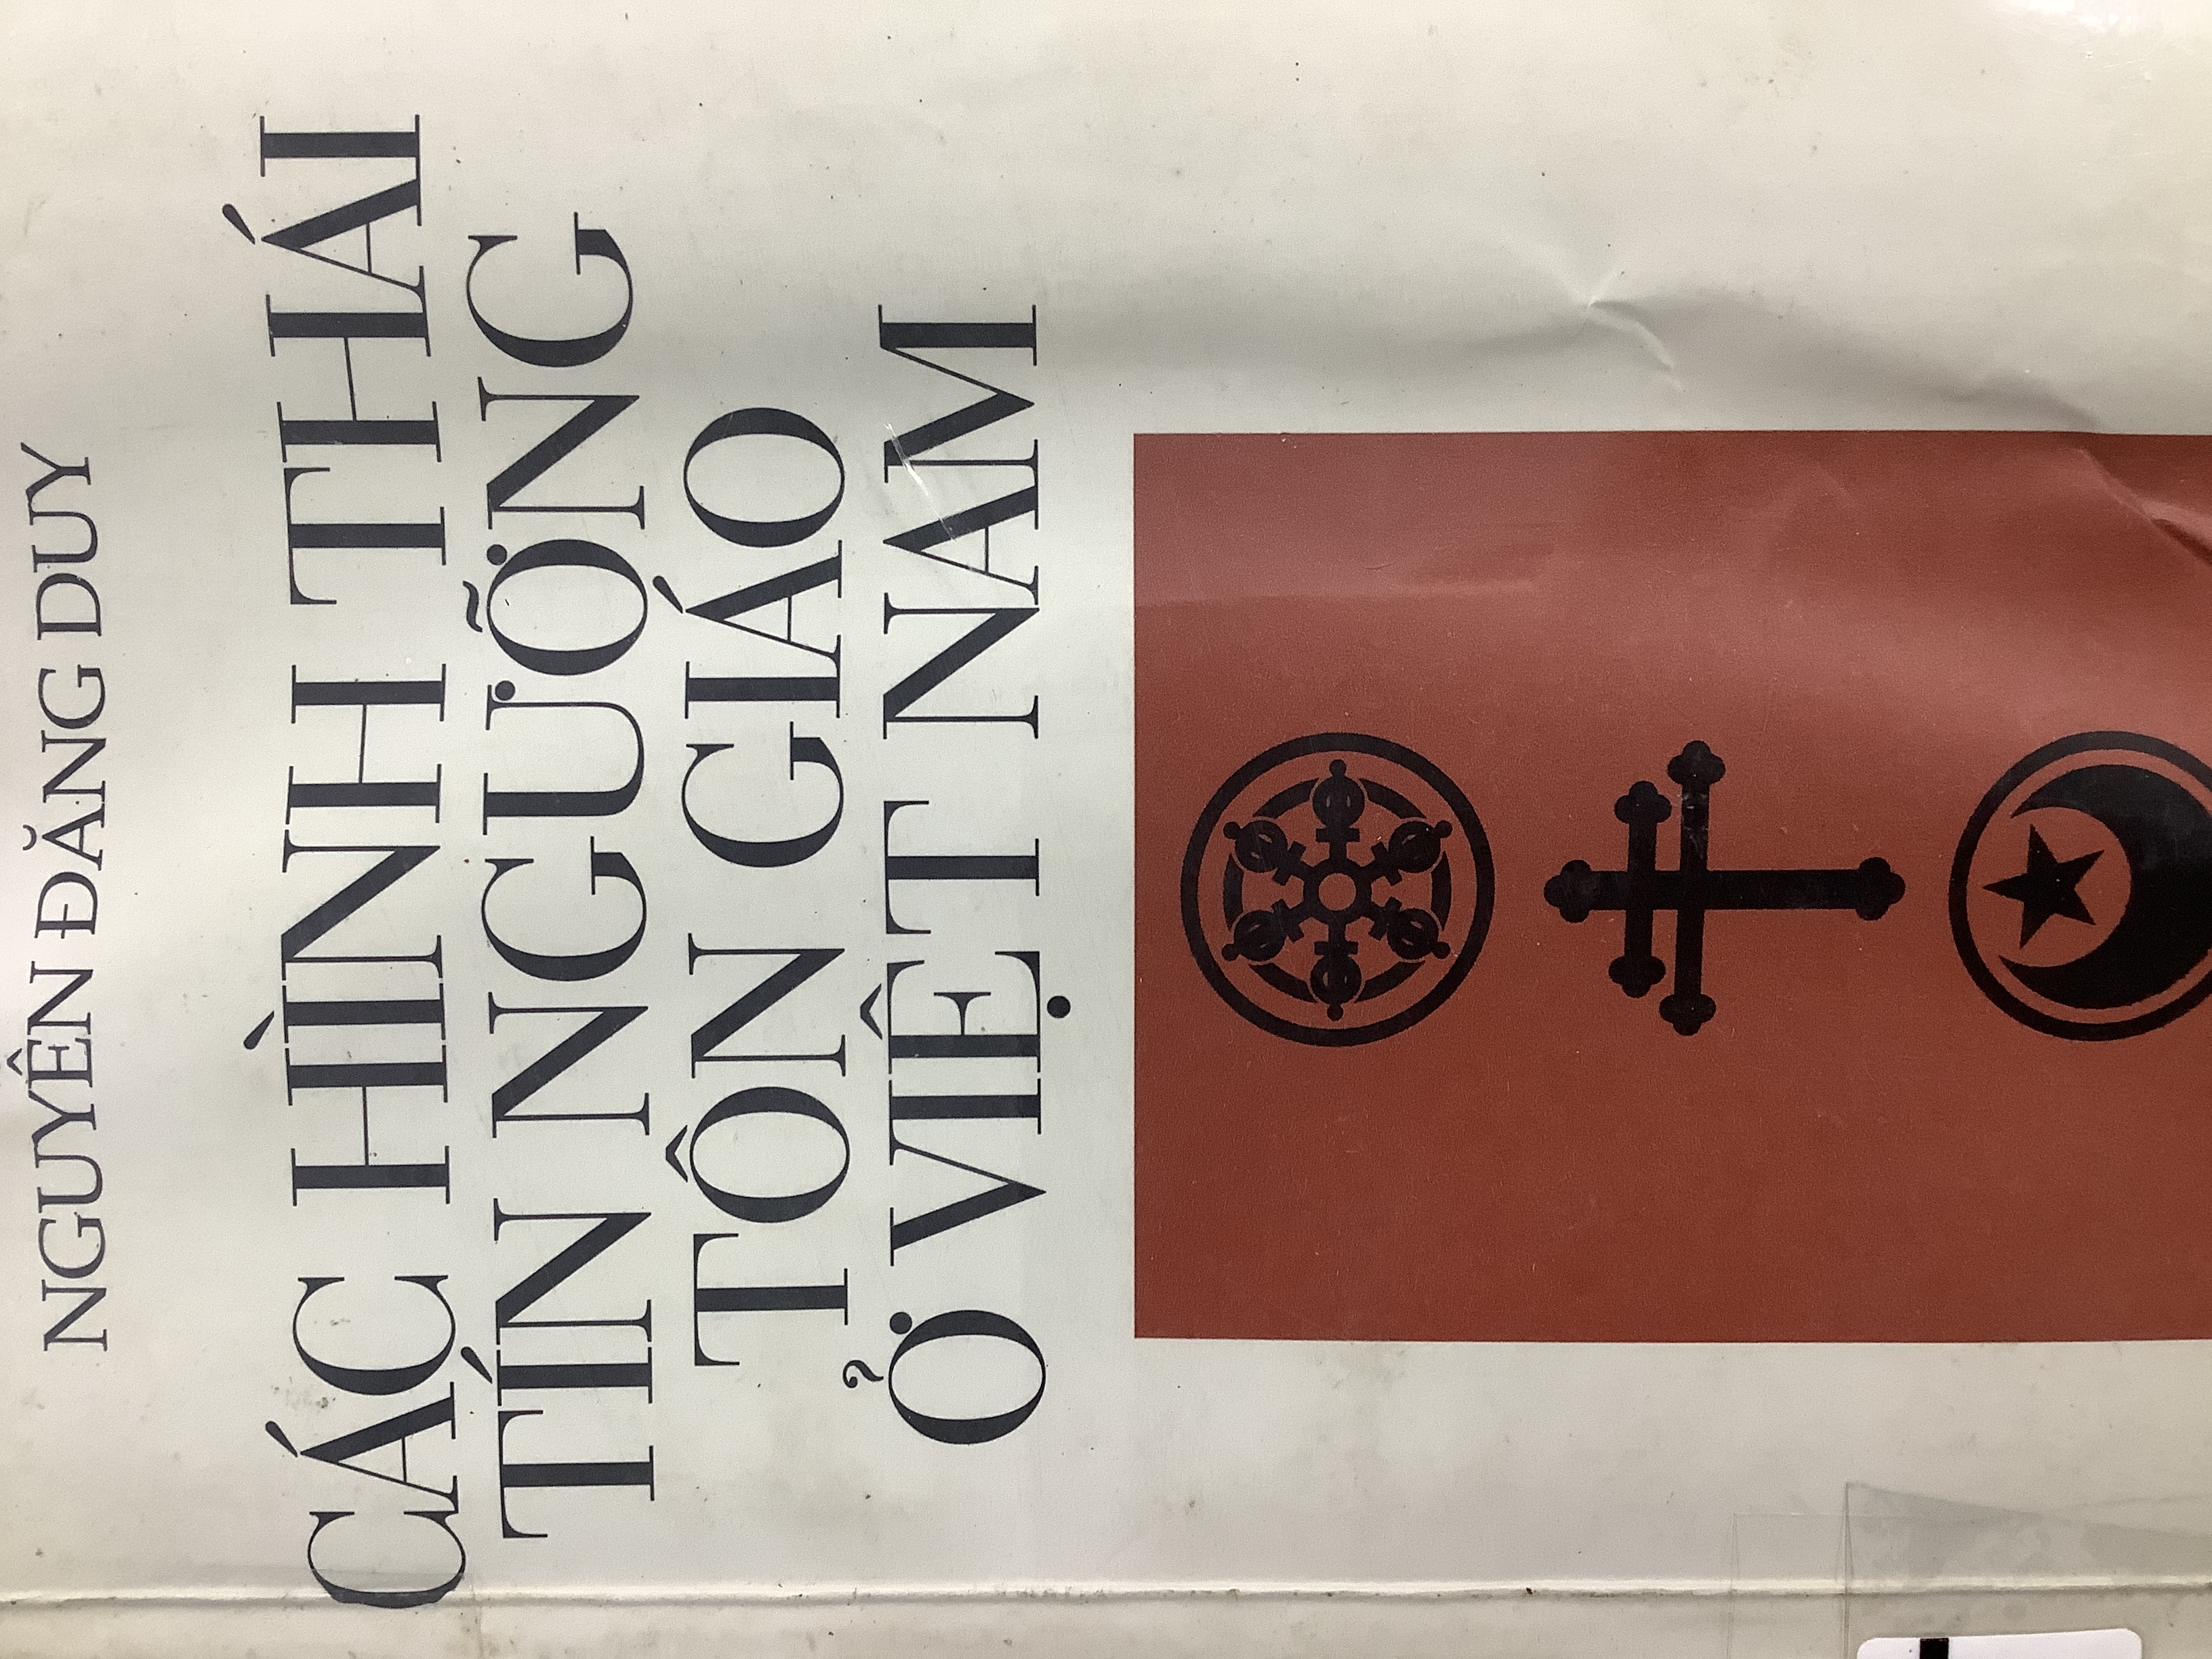 NGUYỄN ĐĂNG DUY
CÁC HÌNH THÁI
TÍN NGƯỠNG
TÔN GIÁO
Ở VIỆT NAM